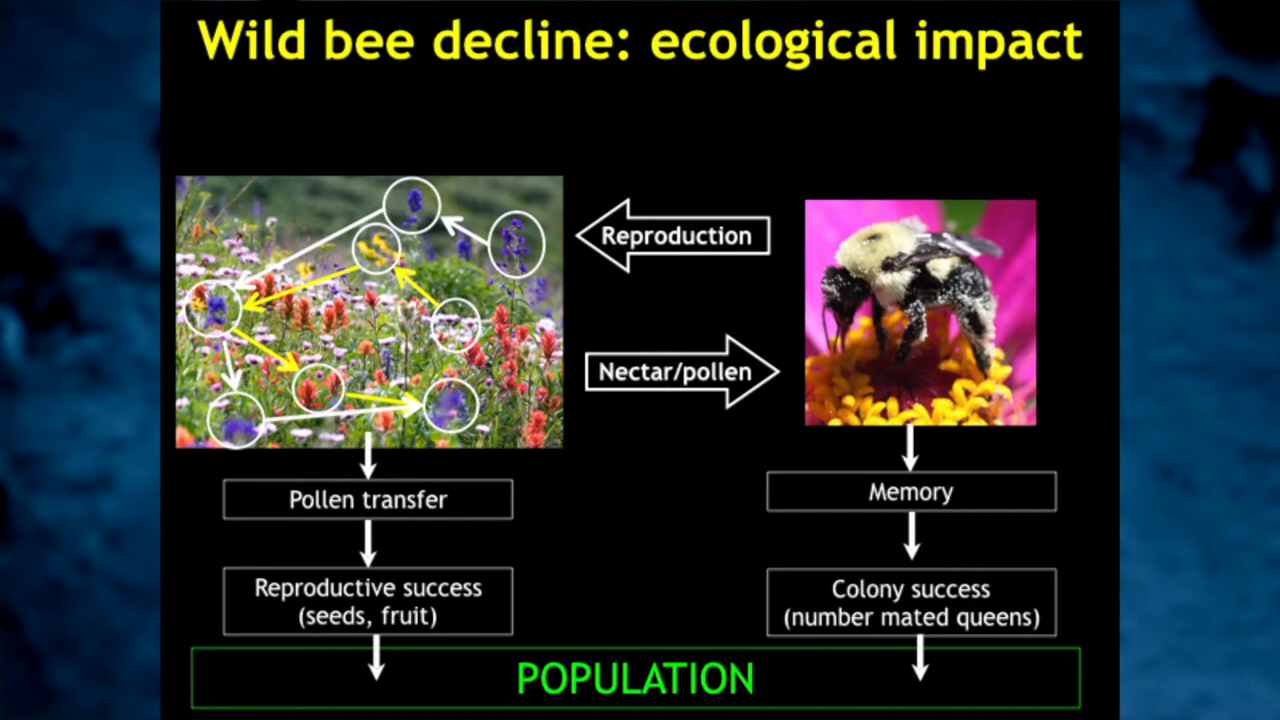 Wild bee decline: ecological impact
Reproduction
Nectar/pollen
Pollen transfer
Memory
Reproductive success
(seeds, fruit)
Colony success
(number mated queens)
POPULATION